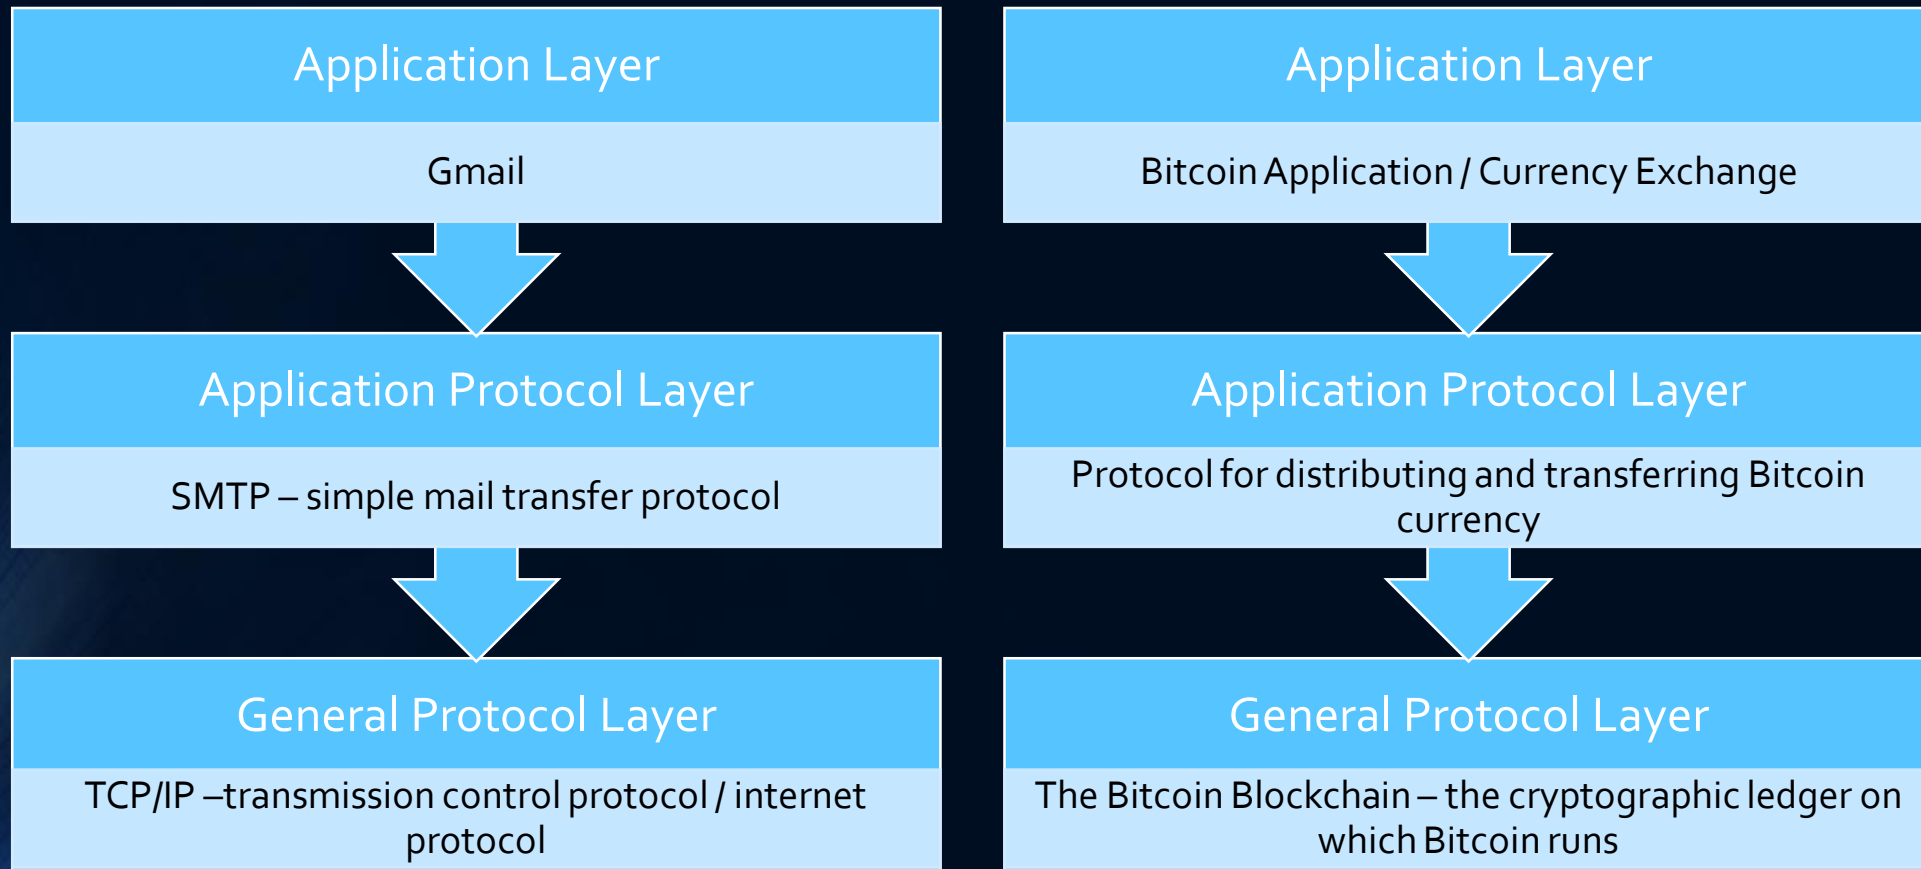 Application Layer
Gmail
Application Protocol Layer
SMTP – simple mail transfer protocol
General Protocol Layer
TCP/IP –transmission control protocol / internet
protocol
Application Layer
Bitcoin Application / Currency Exchange
Application Protocol Layer
Protocol for distributing and transferring Bitcoin
currency
General Protocol Layer
The Bitcoin Blockchain – the cryptographic ledger on
which Bitcoin runs